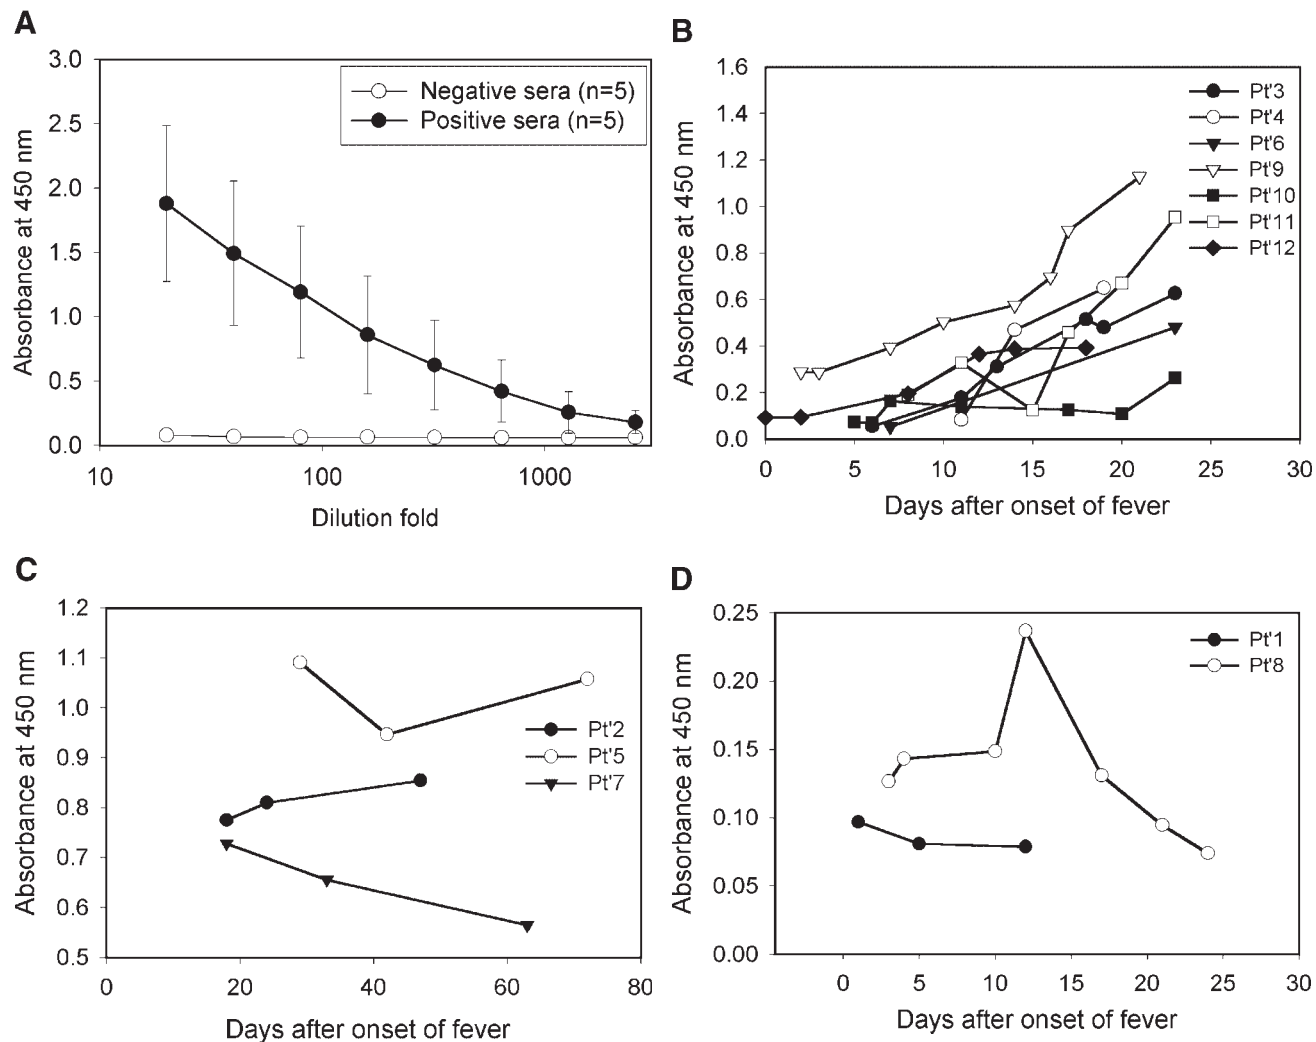 A
Absorbance at 450 nm
3.0
2.5
2.0
1.5
1.0
0.5
0.0
10 100 1000
Dilution fold
Negative sera (n=5)
Positive sera (n=5)
B
Absorbance at 450 nm
1.6
1.4
1.2
1.0
0.8
0.6
0.4
0.2
0.0
0 5 10 15 20 25 30
Days after onset of fever
Pt'3
Pt'4
Pt'6
Pt'9
Pt'10
Pt'11
Pt'12
C
Absorbance at 450 nm
1.2
1.1
1.0
0.9
0.8
0.7
0.6
0.5
0 20 40 60 80
Days after onset of fever
Pt'2
Pt'5
Pt'7
D
Absorbance at 450 nm
0.25
0.20
0.15
0.10
0.05
0.00
0 5 10 15 20 25 30
Days after onset of fever
Pt'1
Pt'8